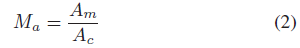 M_a = \frac{A_m}{A_c} (2)